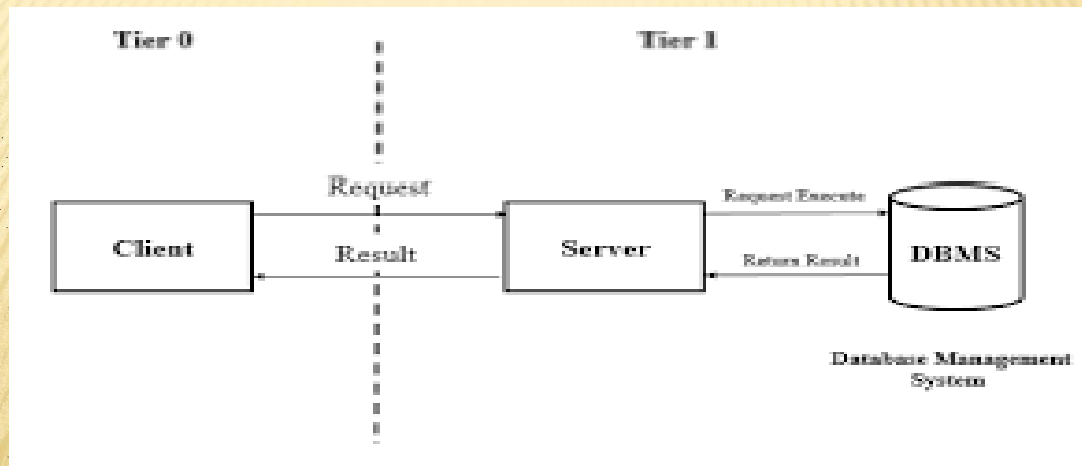 Tier 0
Tier 1
Request
Request Execute
Client
Server
DBMS
Result
Return Result
Database Management
System